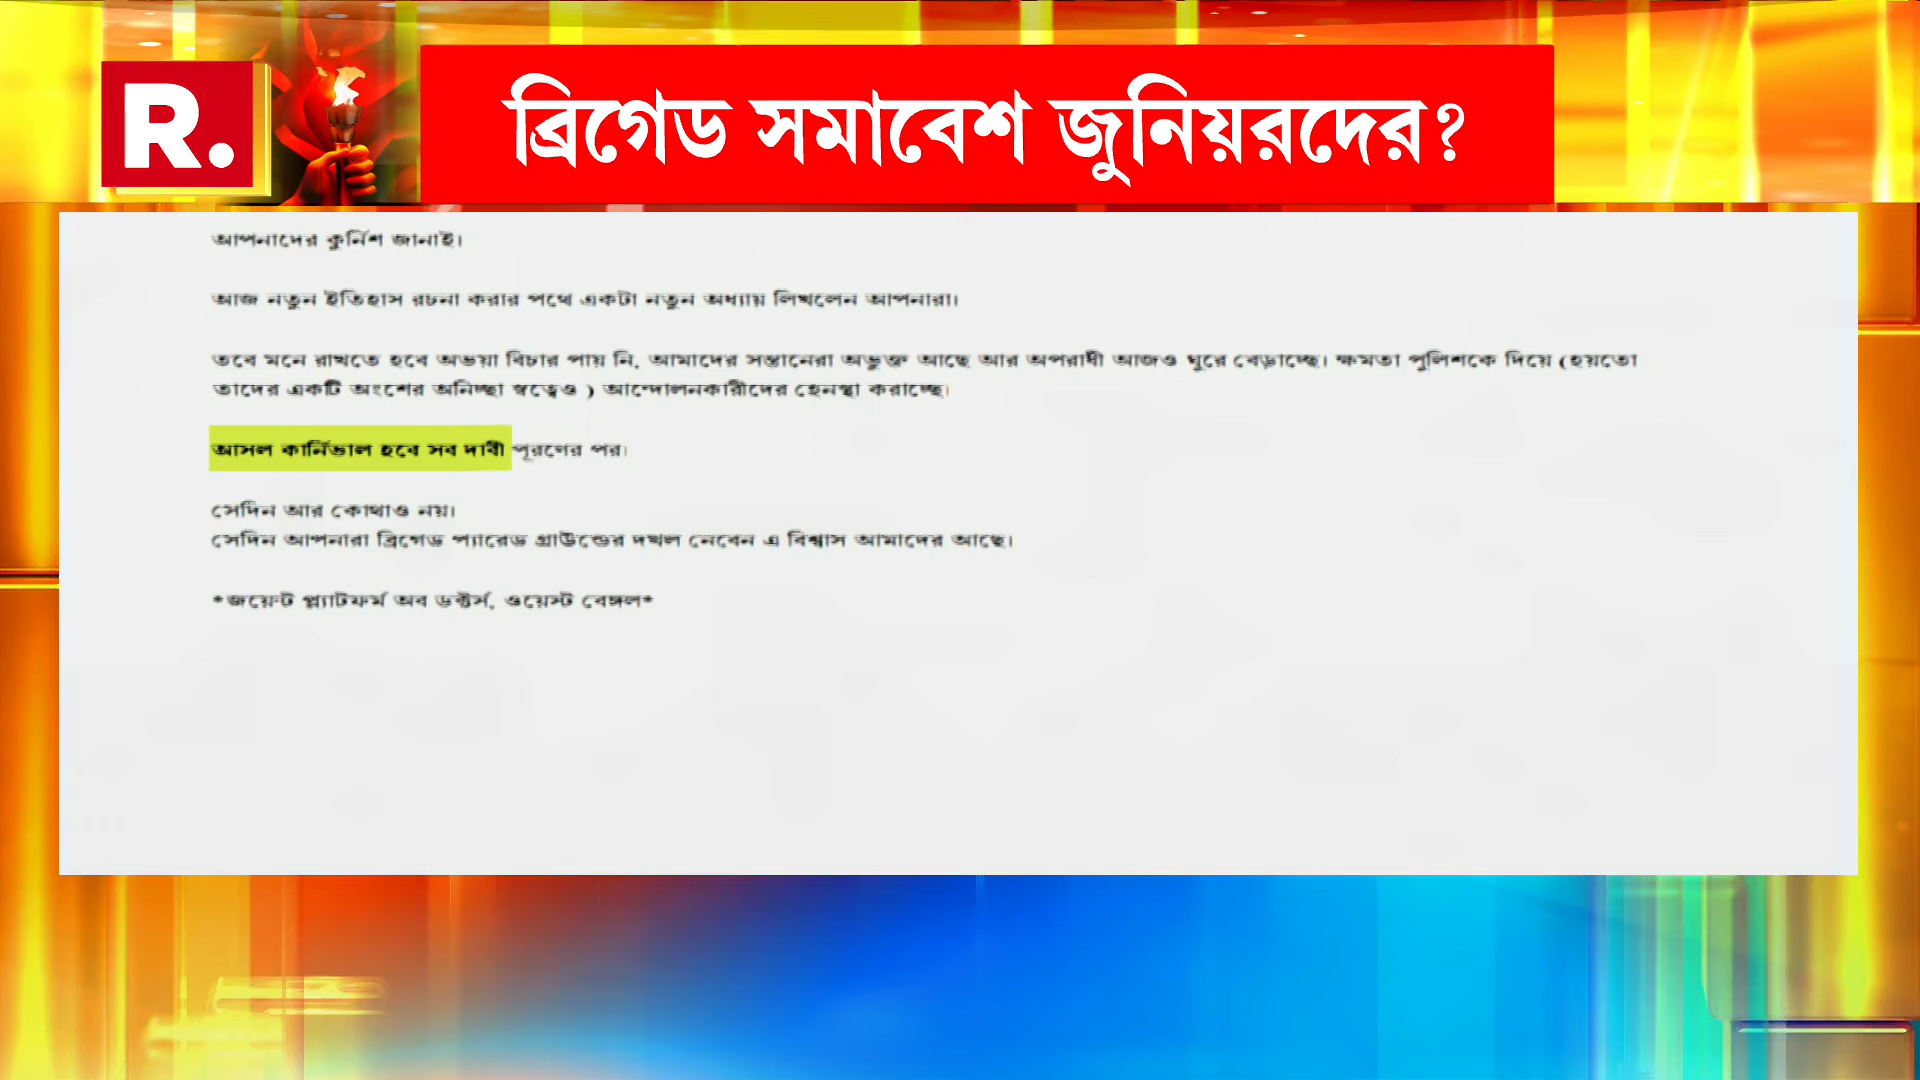 R.
ব্রিগেড সমাবেশ জুনিয়রদের?
আপনাদের কুর্নিশ জানাই।
আজ নতুন ইতিহাস রচনা করার পথে একটা নতুন অধ্যায় লিখলেন আপনারা।
তবে মনে রাখতে হবে অভয়া বিচার পায় নি, আমাদের সন্তানেরা অভুক্ত আছে আর অপরাধী আজও ঘুরে বেড়াচ্ছে। ক্ষমতা পুলিশকে দিয়ে (হয়তো
তাদের একটি অংশের অনিচ্ছা স্বত্বেও ) আন্দোলনকারীদের হেনস্থা করাচ্ছে।
আসল কার্নিভাল হবে সব দাবী পূরণের পর।
সেদিন আর কোথাও নয়।
সেদিন আপনারা ব্রিগেড প্যারেড গ্রাউন্ডের দখল নেবেন এ বিশ্বাস আমাদের আছে।
*জয়েন্ট প্ল্যাটফর্ম অব ডক্টর্স, ওয়েস্ট বেঙ্গল*